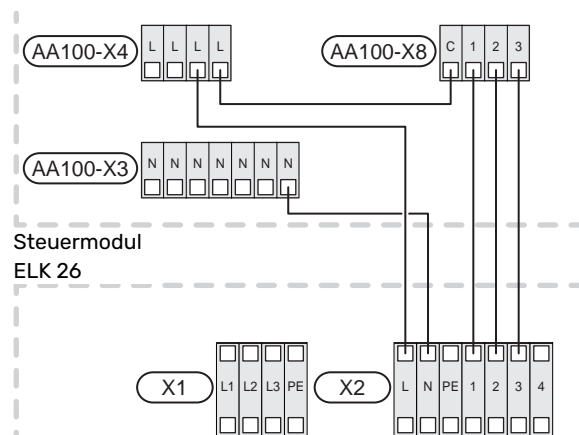 AA100-X4 L L L L
AA100-X8 C 1 2 3
AA100-X3 N N N N N N N
Steuermodul
ELK 26
X1 L1 L2 L3 PE
X2 L N PE 1 2 3 4